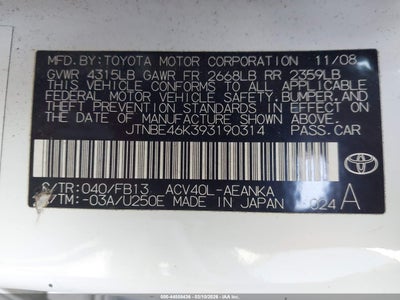 MFD.BY:TOYOTA MOTOR CORPORATION 11/08
GVWR 4315LB GAWR FR 2668LB RR 2359LB
THIS VEHICLE CONFORMS TO ALL APPLICABLE
FEDERAL MOTOR VEHICLE SAFETY,BUMPER,AND
THEFT PREVENTION STANDARDS IN EFFECT ON
THE DATE OF MANUFACTURE SHOWN ABOVE.
JTNBE46K393190314 PASS.CAR
C/TR:040/FB13 ACV40L-AEANKA
A/TM:-03A/U250E MADE IN JAPAN 024 A
TOYOTA